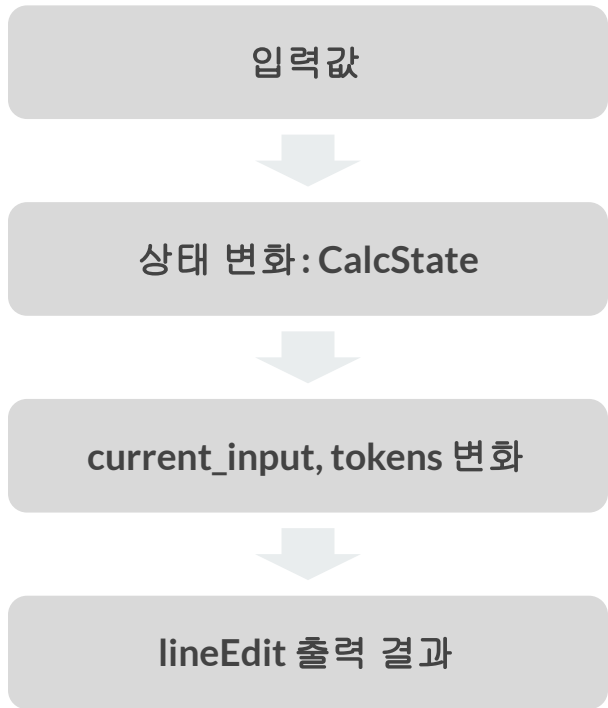 입력값
상태 변화: CalcState
current_input, tokens 변화
lineEdit 출력 결과